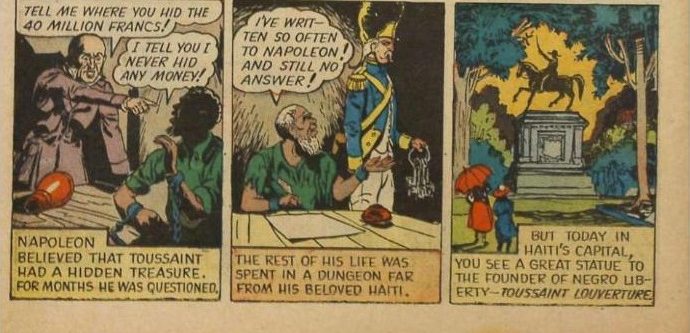 TELL ME WHERE YOU HID THE
40 MILLION FRANCS!
I TELL YOU I
NEVER HID
ANY MONEY!
NAPOLEON
BELIEVED THAT TOUSSAINT
HAD A HIDDEN TREASURE.
FOR MONTHS HE WAS QUESTIONED.
I'VE WRIT-
TEN SO OFTEN
TO NAPOLEON!
AND STILL NO
ANSWER!
THE REST OF HIS LIFE WAS
SPENT IN A DUNGEON FAR
FROM HIS BELOVED HAITI.
BUT TODAY IN
HAITI'S CAPITAL,
YOU SEE A GREAT STATUE TO
THE FOUNDER OF NEGRO LIB-
ERTY—TOUSSAINT LOUVERTURE.